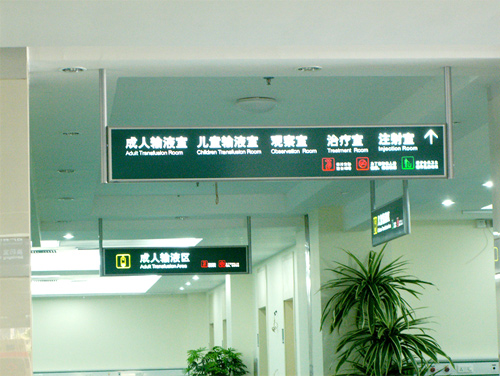 成人输液室 儿童输液室 观察室 治疗室 注射室
Adult Transfusion Room Children Transfusion Room Observation Room Treatment Room Injection Room
成人输液区
Adult Transfusion Area